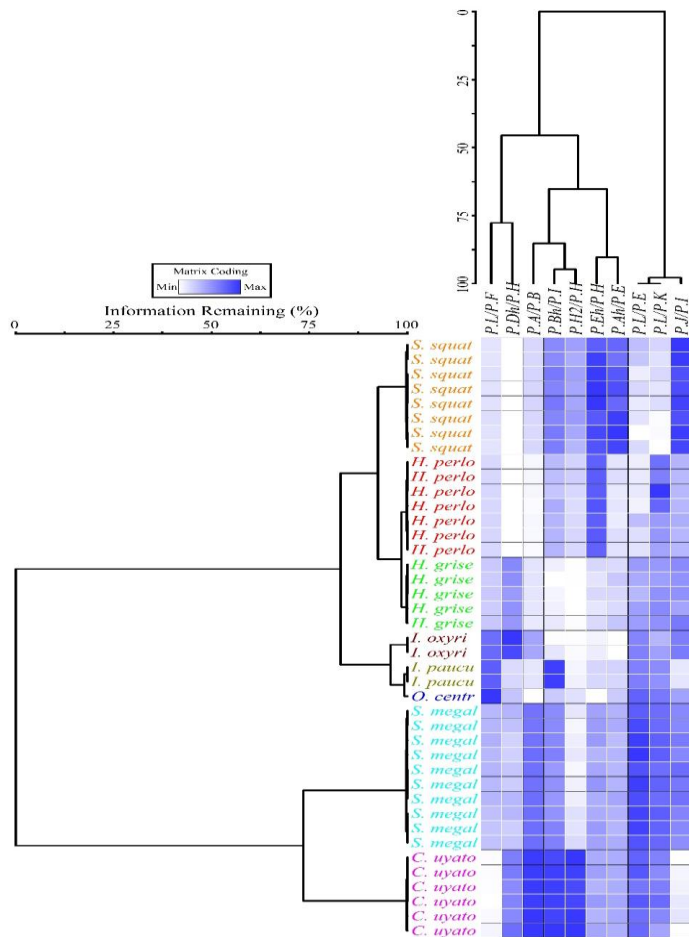 0
25
50
75
100
P.L/P.F
P.Dh/P.H
P.A/P.B
P.Bh/P.I
P.H2/P.H
P.Eh/P.H
P.Ah/P.E
P.L/P.E
P.L/P.K
P.J/P.I
Matrix Coding
Min Max
Information Remaining (%)
0 25 50 75 100
S. squat
S. squat
S. squat
S. squat
S. squat
S. squat
S. squat
S. squat
H. perlo
H. perlo
H. perlo
H. perlo
H. perlo
H. perlo
H. perlo
H. grise
H. grise
H. grise
H. grise
H. grise
I. oxyri
I. oxyri
I. paucu
I. paucu
O. centr
S. megal
S. megal
S. megal
S. megal
S. megal
S. megal
S. megal
S. megal
S. megal
S. megal
C. uyato
C. uyato
C. uyato
C. uyato
C. uyato
C. uyato